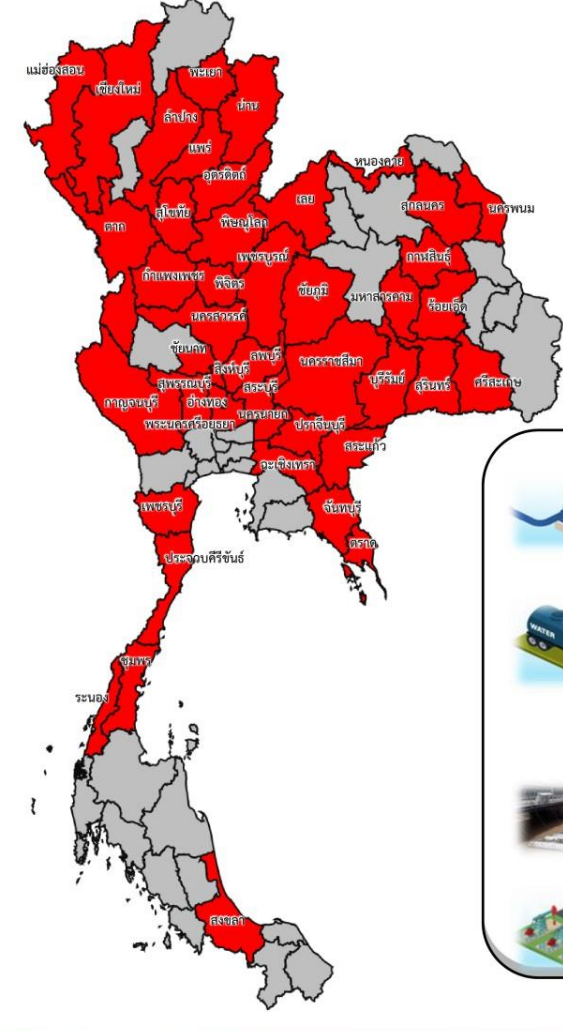 แม่ฮ่องสอน
เชียงใหม่
พะเยา
น่าน
ลำปาง
แพร่
อุตรดิตถ์
หนองคาย
เลย
สกลนคร
นครพนม
สุโขทัย
ตาก
พิษณุโลก
เพชรบูรณ์
กาฬสินธุ์
กำแพงเพชร
พิจิตร
ชัยภูมิ
มหาสารคาม
ร้อยเอ็ด
นครสวรรค์
ชัยนาท
ลพบุรี
นครราชสีมา
สิงห์บุรี
บุรีรัมย์
สุรินทร์
ศรีสะเกษ
สุพรรณบุรี
สระบุรี
กาญจนบุรี
อ่างทอง
นครนายก
พระนครศรีอยุธยา
ปราจีนบุรี
สระแก้ว
ฉะเชิงเทรา
เพชรบุรี
จันทบุรี
ตราด
ประจวบคีรีขันธ์
ชุมพร
ระนอง
สงขลา
WATER